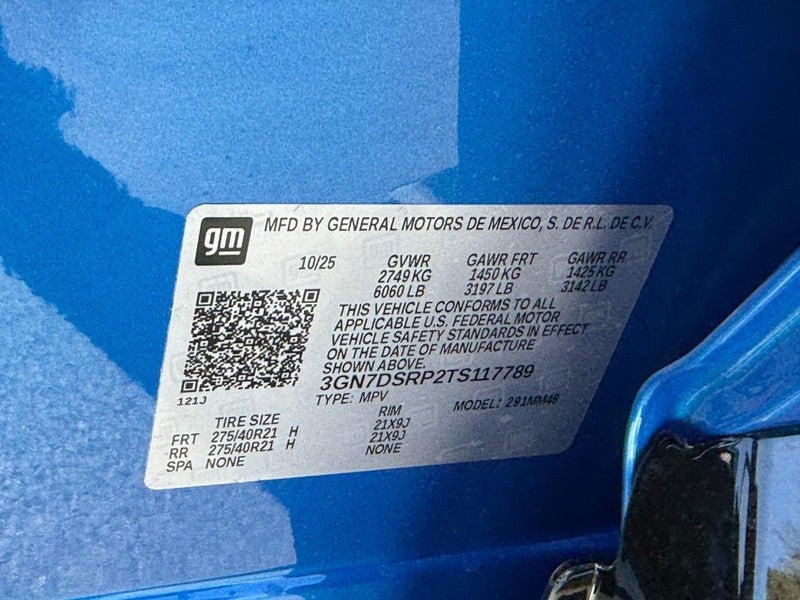 gm
MFD BY GENERAL MOTORS DE MEXICO, S. DE R.L. DE C.V.
10/25 GVWR GAWR FRT GAWR RR
2749 KG 1450 KG 1425 KG
6060 LB 3197 LB 3142 LB
THIS VEHICLE CONFORMS TO ALL
APPLICABLE U.S. FEDERAL MOTOR
VEHICLE SAFETY STANDARDS IN EFFECT
ON THE DATE OF MANUFACTURE
SHOWN ABOVE.
3GN7DSRP2TS117789
121J
TYPE: MPV MODEL: 291MM48
TIRE SIZE RIM
FRT 275/40R21 H 21X9J
RR 275/40R21 H 21X9J
SPA NONE NONE